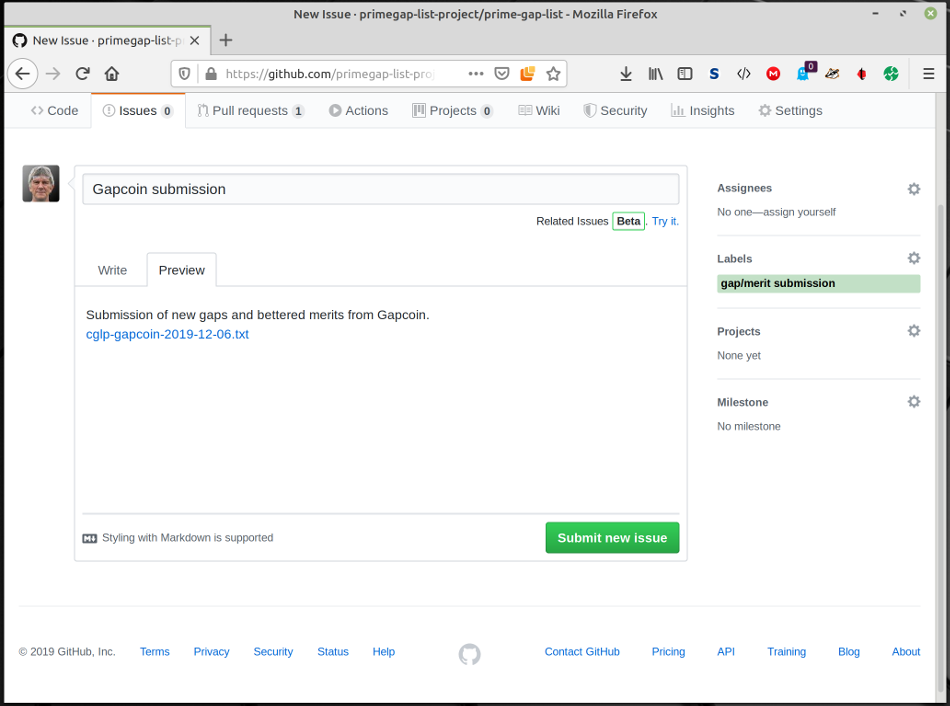 New Issue · primegap-list-project/prime-gap-list - Mozilla Firefox
New Issue · primegap-list-p
https://github.com/primegap-list-proj
S
M
0
Code
Issues 0
Pull requests 1
Actions
Projects 0
Wiki
Security
Insights
Settings
Gapcoin submission
Related Issues Beta. Try it.
Write
Preview
Submission of new gaps and bettered merits from Gapcoin.
cglp-gapcoin-2019-12-06.txt
Styling with Markdown is supported
Submit new issue
Assignees
No one—assign yourself
Labels
gap/merit submission
Projects
None yet
Milestone
No milestone
© 2019 GitHub, Inc.
Terms
Privacy
Security
Status
Help
Contact GitHub
Pricing
API
Training
Blog
About